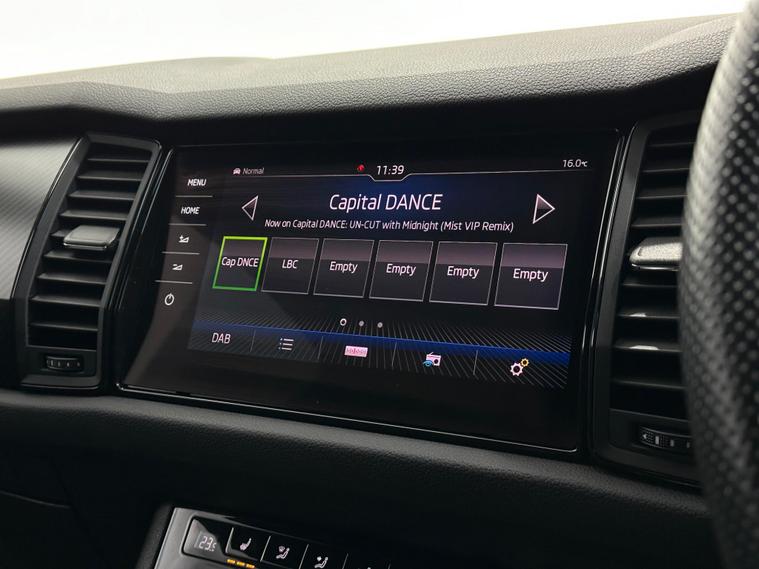 Normal 11:39 16.0°C
MENU
HOME
Capital DANCE
Now on Capital DANCE: UN-CUT with Midnight (Mist VIP Remix)
Cap DNCE LBC Empty Empty Empty Empty
DAB
23.5